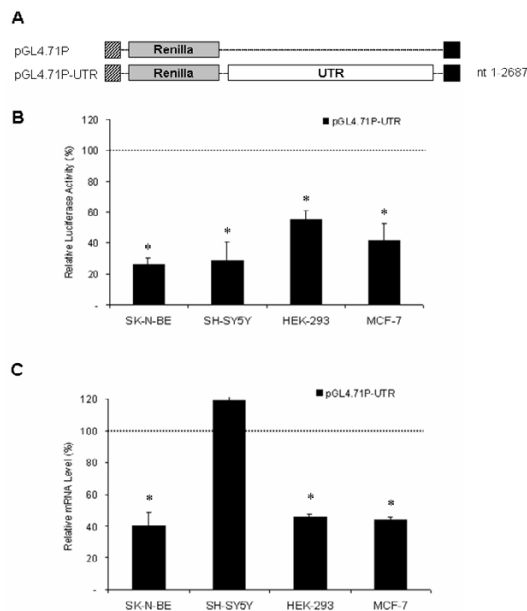 A
pGL4.71P Renilla
pGL4.71P-UTR Renilla UTR nt 1-2687
B
pGL4.71P-UTR
Relative Luciferase Activity (%)
120
100
80
60
40
20
-
* * * *
SK-N-BE SH-SY5Y HEK-293 MCF-7
C
pGL4.71P-UTR
Relative mRNA Level (%)
120
100
80
60
40
20
-
* * *
SK-N-BE SH-SY5Y HEK-293 MCF-7